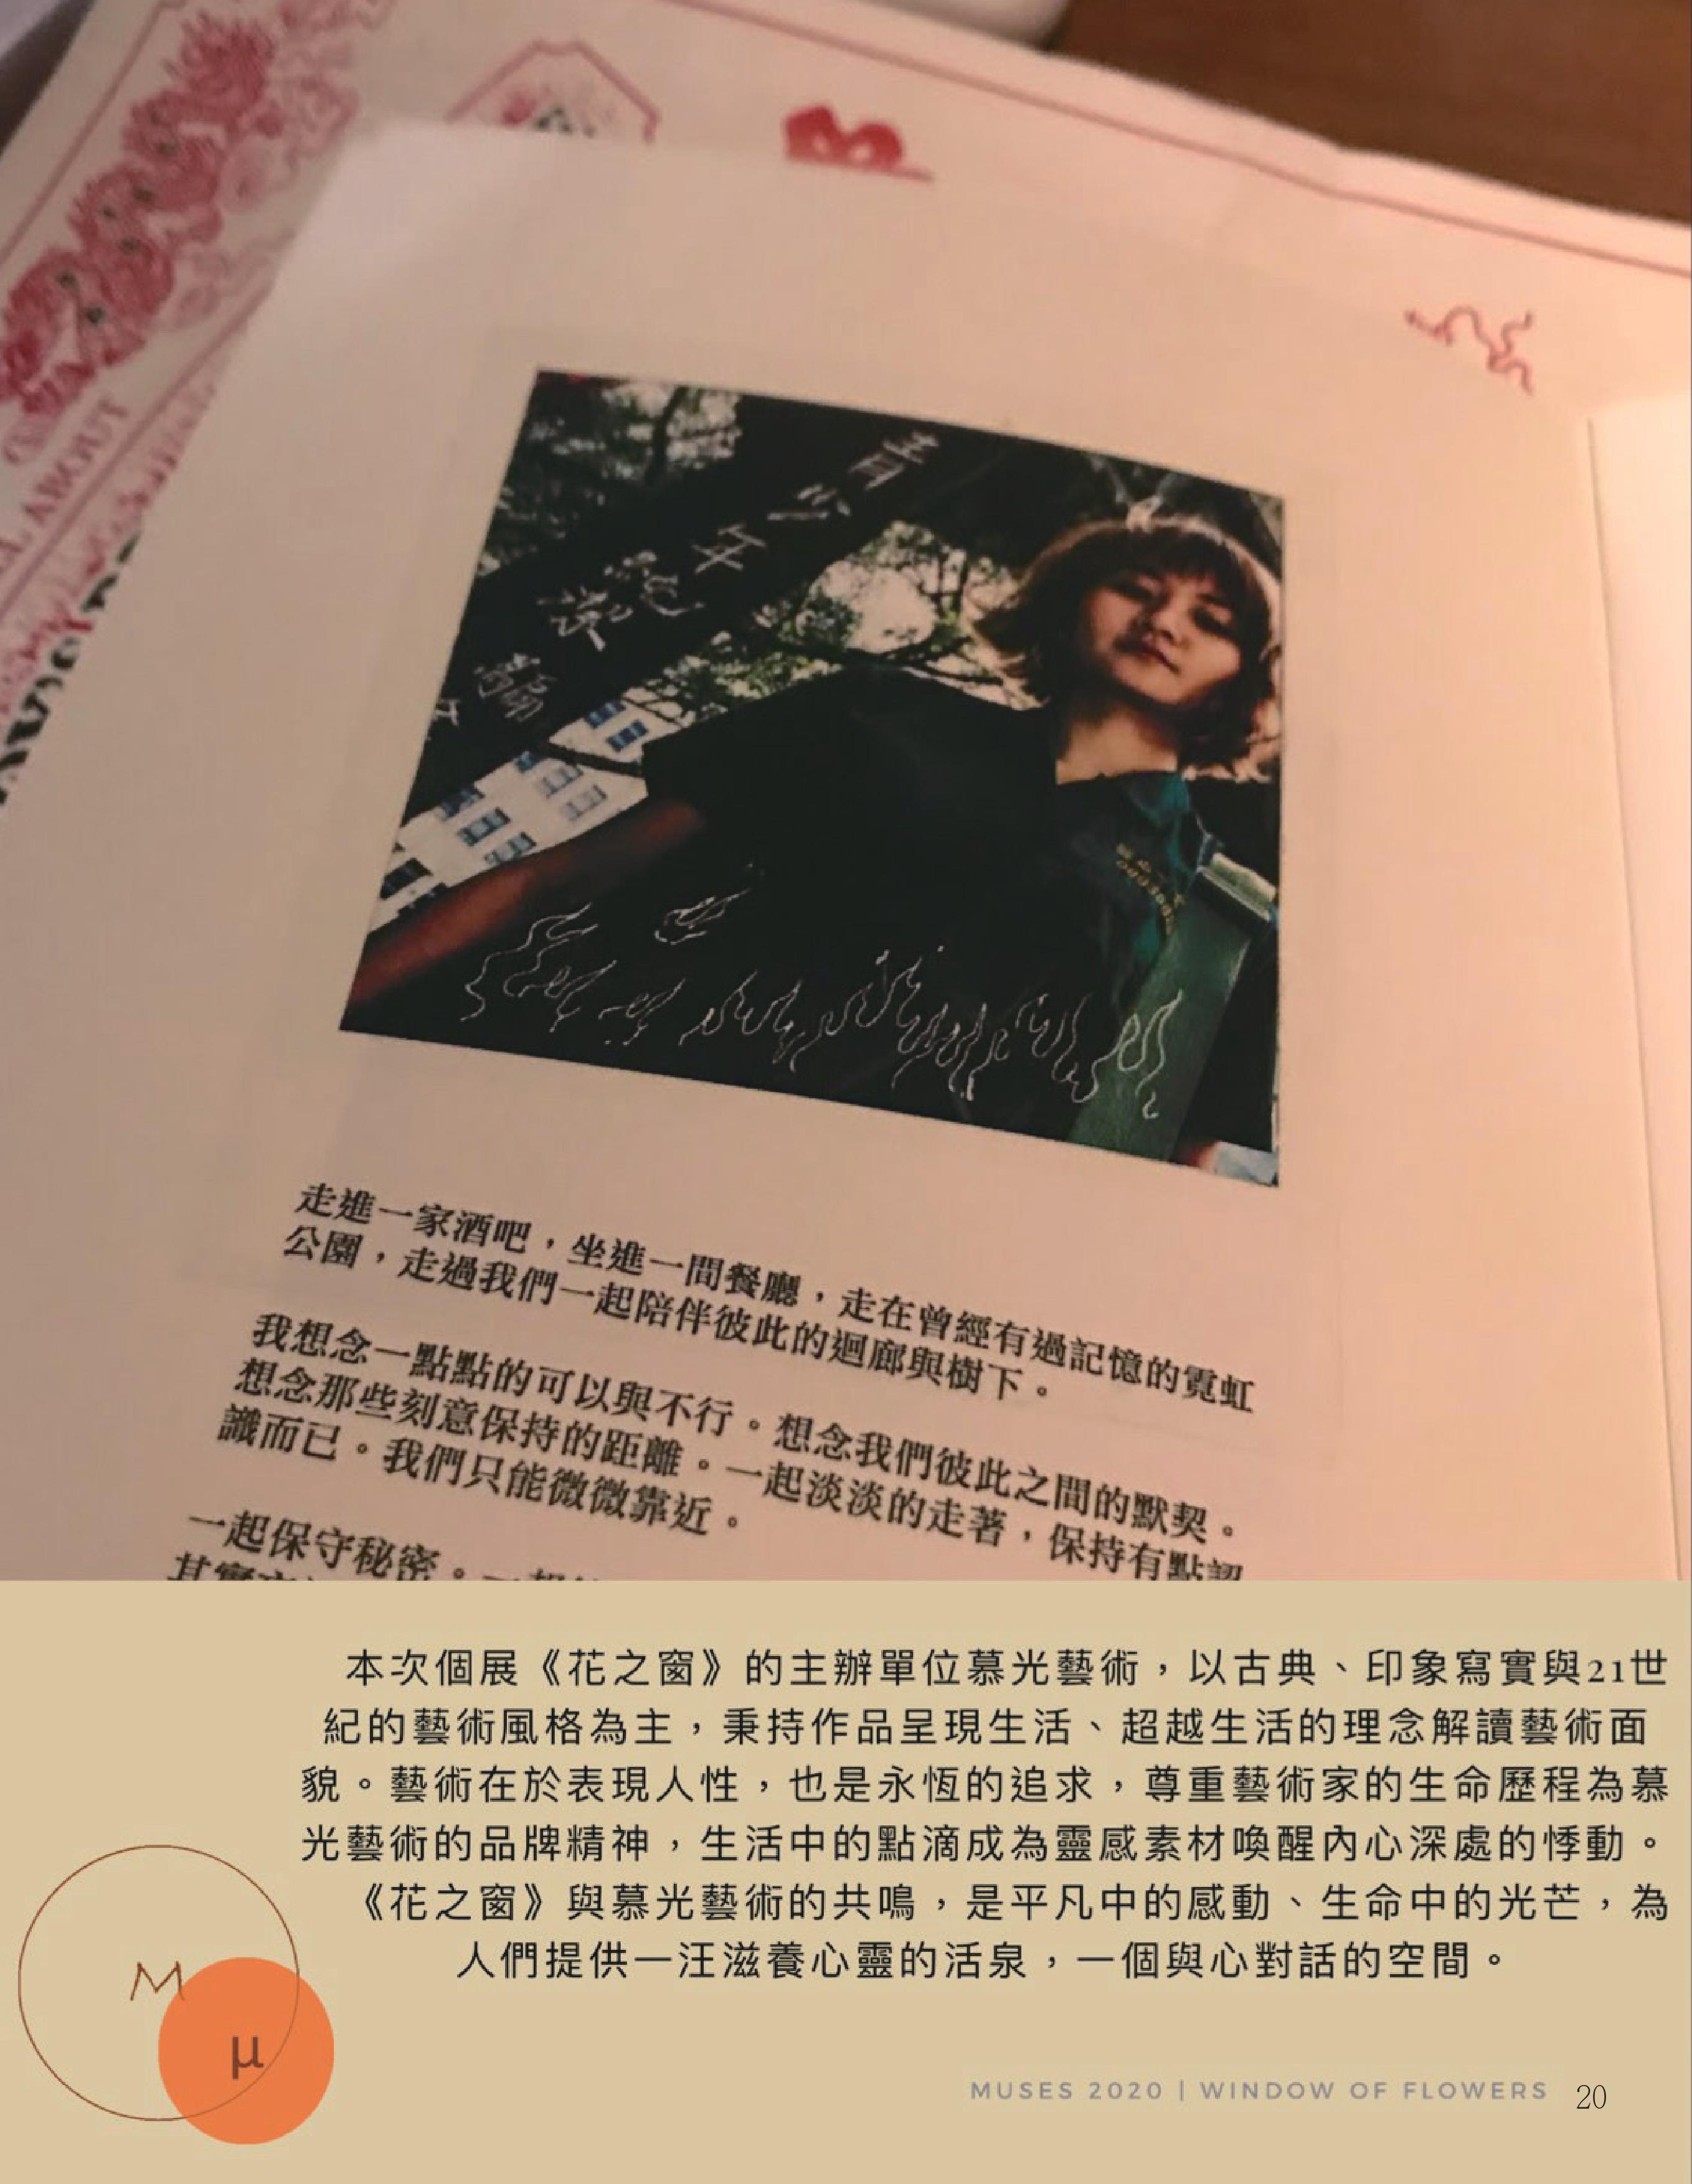 ABOUT
青少年
走進一家酒吧，坐進一間餐廳，走在曾經有過記憶的霓虹
公園，走過我們一起陪伴彼此的迴廊與樹下。
我想念一點點的可以與不行。想念我們彼此之間的默契。
想念那些刻意保持的距離。一起淡淡的走著，保持有點認
識而已。我們只能微微靠近。
一起保守秘密。一起
其實
本次個展《花之窗》的主辦單位慕光藝術，以古典、印象寫實與21世
紀的藝術風格為主，秉持作品呈現生活、超越生活的理念解讀藝術面
貌。藝術在於表現人性，也是永恆的追求，尊重藝術家的生命歷程為慕
光藝術的品牌精神，生活中的點滴成為靈感素材喚醒內心深處的悸動。
《花之窗》與慕光藝術的共鳴，是平凡中的感動、生命中的光芒，為
人們提供一汪滋養心靈的活泉，一個與心對話的空間。
M
μ
MUSES 2020 | WINDOW OF FLOWERS 20